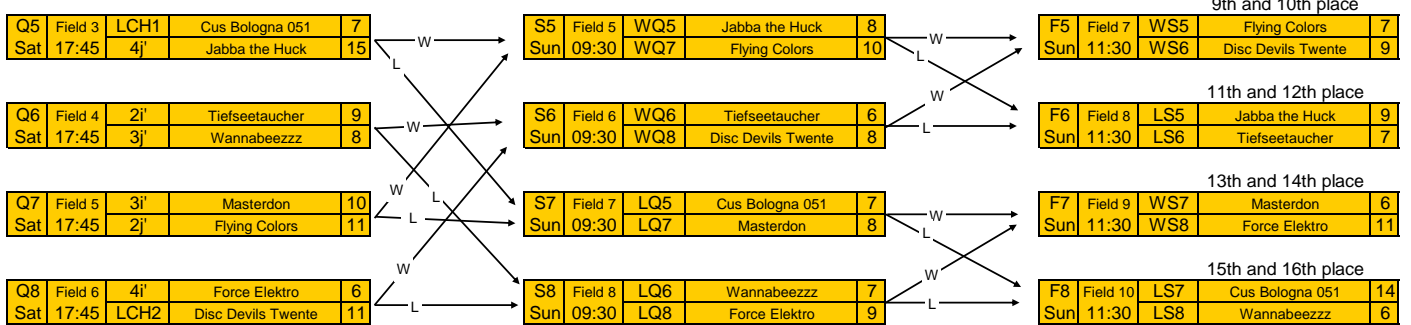 9th and 10th place
Q5 Field 3 LCH1 Cus Bologna 051 7 S5 Field 5 WQ5 Jabba the Huck 8 F5 Field 7 WS5 Flying Colors 7
Sat 17:45 4j' Jabba the Huck 15 W Sun 09:30 WQ7 Flying Colors 10 W Sun 11:30 WS6 Disc Devils Twente 9
L L
W 11th and 12th place
Q6 Field 4 2i' Tiefseetaucher 9 S6 Field 6 WQ6 Tiefseetaucher 6 F6 Field 8 LS5 Jabba the Huck 9
Sat 17:45 3j' Wannabeezzz 8 W Sun 09:30 WQ8 Disc Devils Twente 8 L Sun 11:30 LS6 Tiefseetaucher 7
13th and 14th place
W L
Q7 Field 5 3i' Masterdon 10 S7 Field 7 LQ5 Cus Bologna 051 7 F7 Field 9 WS7 Masterdon 6
Sat 17:45 2j' Flying Colors 11 L Sun 09:30 LQ7 Masterdon 8 W Sun 11:30 WS8 Force Elektro 11
L
W W 15th and 16th place
Q8 Field 6 4i' Force Elektro 6 S8 Field 8 LQ6 Wannabeezzz 7 F8 Field 10 LS7 Cus Bologna 051 14
Sat 17:45 LCH2 Disc Devils Twente 11 L Sun 09:30 LQ8 Force Elektro 9 L Sun 11:30 LS8 Wannabeezzz 6